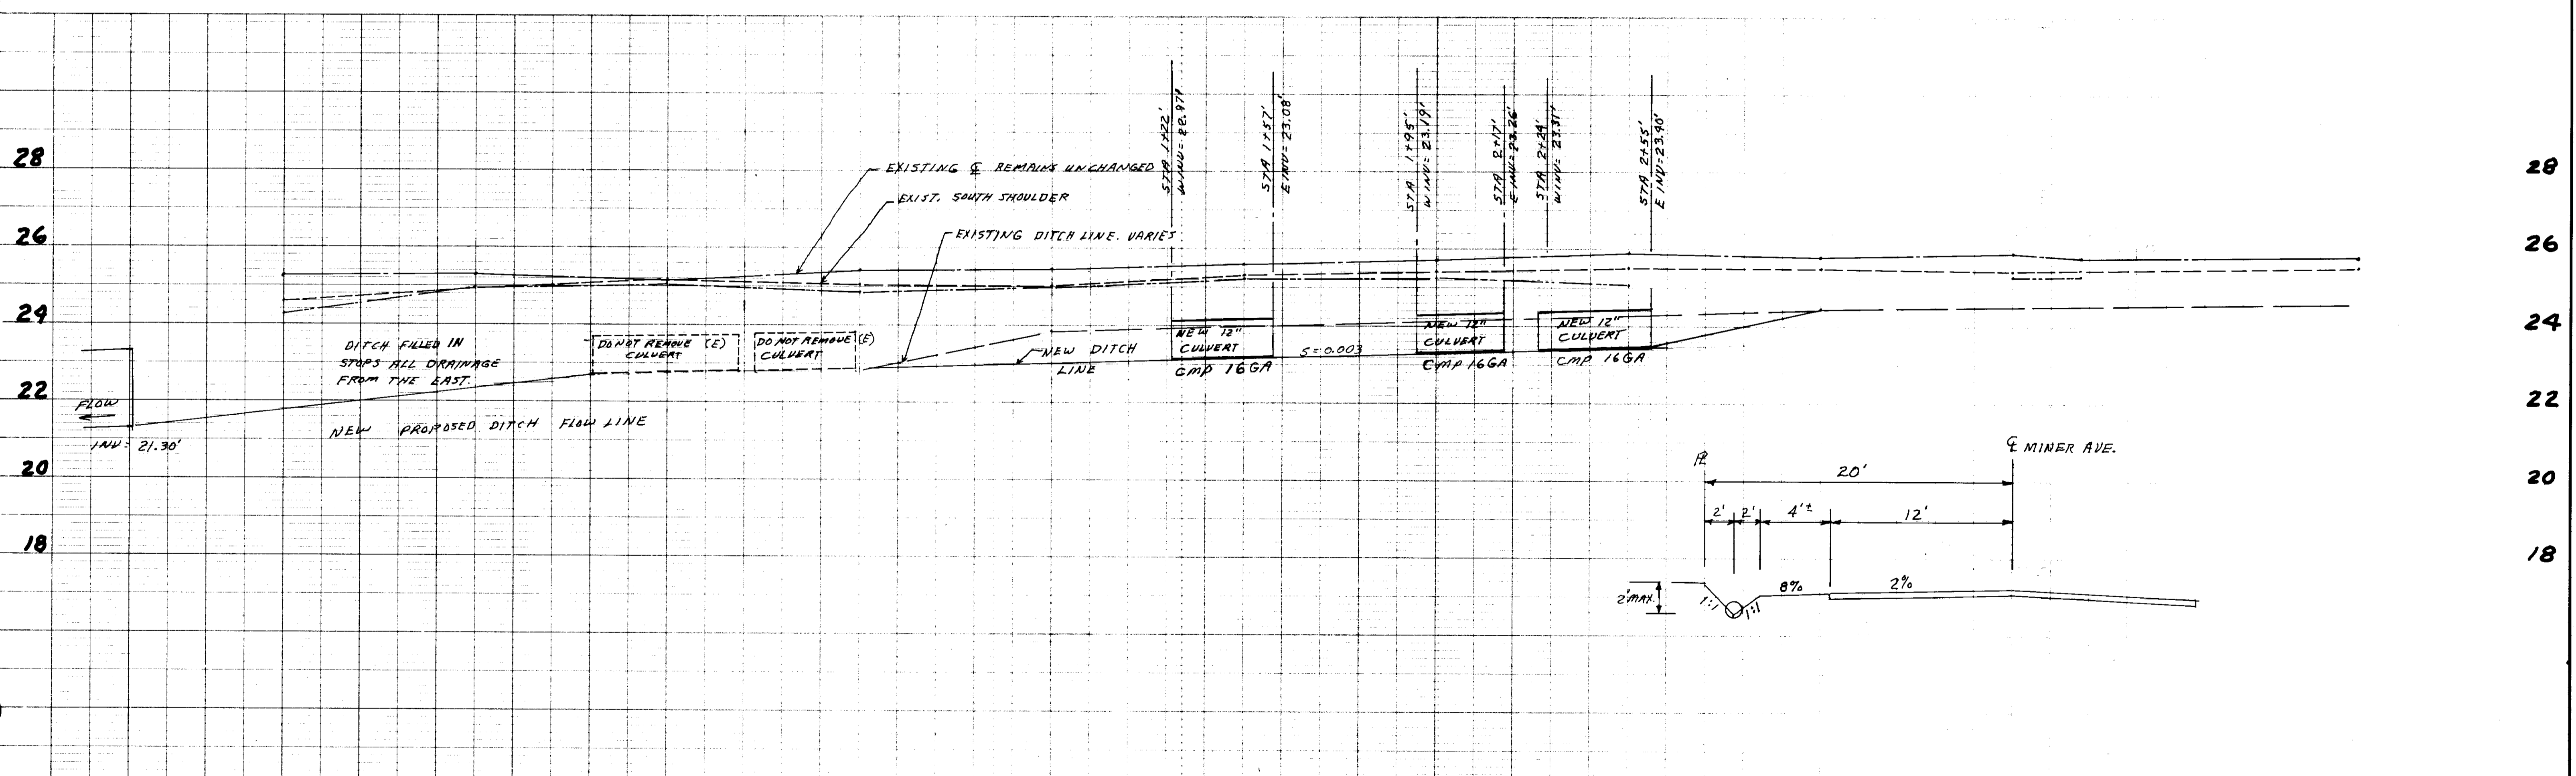 STA 1+22'
W INV= 22.97'
STA 1+57'
E INV= 23.08'
STA 1+95'
W INV= 23.19'
STA 2+17'
E INV= 23.26'
STA 2+24'
W INV= 23.31'
STA 2+55'
E INV= 23.40'
28
28
EXISTING ℄ REMAINS UNCHANGED
EXIST. SOUTH SHOULDER
26
EXISTING DITCH LINE. VARIES
26
24
24
DITCH FILLED IN
STOPS ALL DRAINAGE
FROM THE EAST.
DO NOT REMOVE (E)
CULVERT
DO NOT REMOVE (E)
CULVERT
NEW DITCH
LINE
NEW 12"
CULVERT
CMP 16GA
S=0.003
NEW 12"
CULVERT
CMP 16GA
NEW 12"
CULVERT
CMP 16GA
22
22
FLOW
INV= 21.30'
NEW PROPOSED DITCH FLOW LINE
20
20
18
18
℄ MINER AVE.
PL
20'
2'
2'
4'±
12'
2' MAX.
1:1
1:1
8%
2%